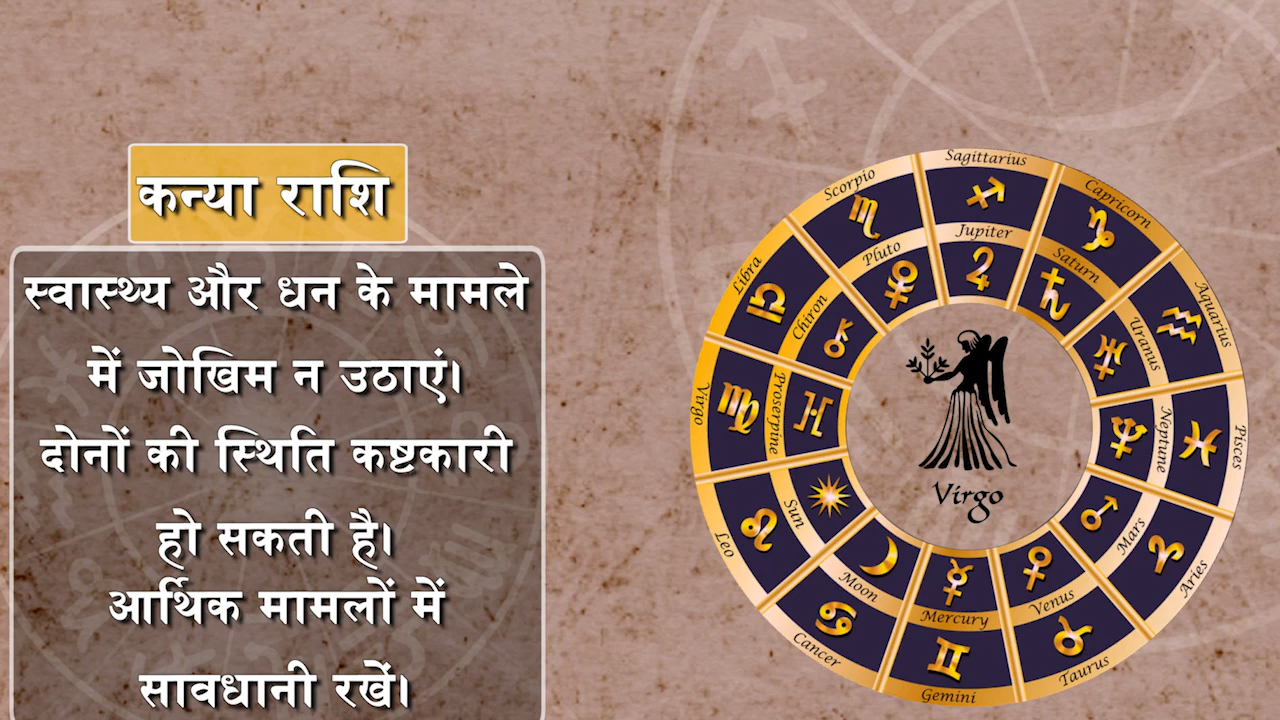 कन्या राशि
स्वास्थ्य और धन के मामले
में जोखिम न उठाएं।
दोनों की स्थिति कष्टकारी
हो सकती है।
आर्थिक मामलों में
सावधानी रखें।
Sagittarius
Capricorn
Aquarius
Pisces
Aries
Taurus
Gemini
Cancer
Leo
Virgo
Libra
Scorpio
Jupiter
Saturn
Uranus
Neptune
Mars
Venus
Mercury
Moon
Sun
Proserpine
Chiron
Pluto
Virgo